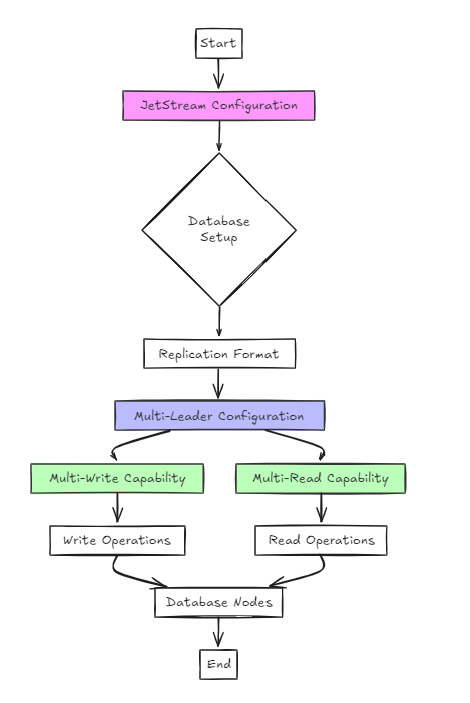 Start
JetStream Configuration
Database
Setup
Replication Format
Multi-Leader Configuration
Multi-Write Capability
Multi-Read Capability
Write Operations
Read Operations
Database Nodes
End